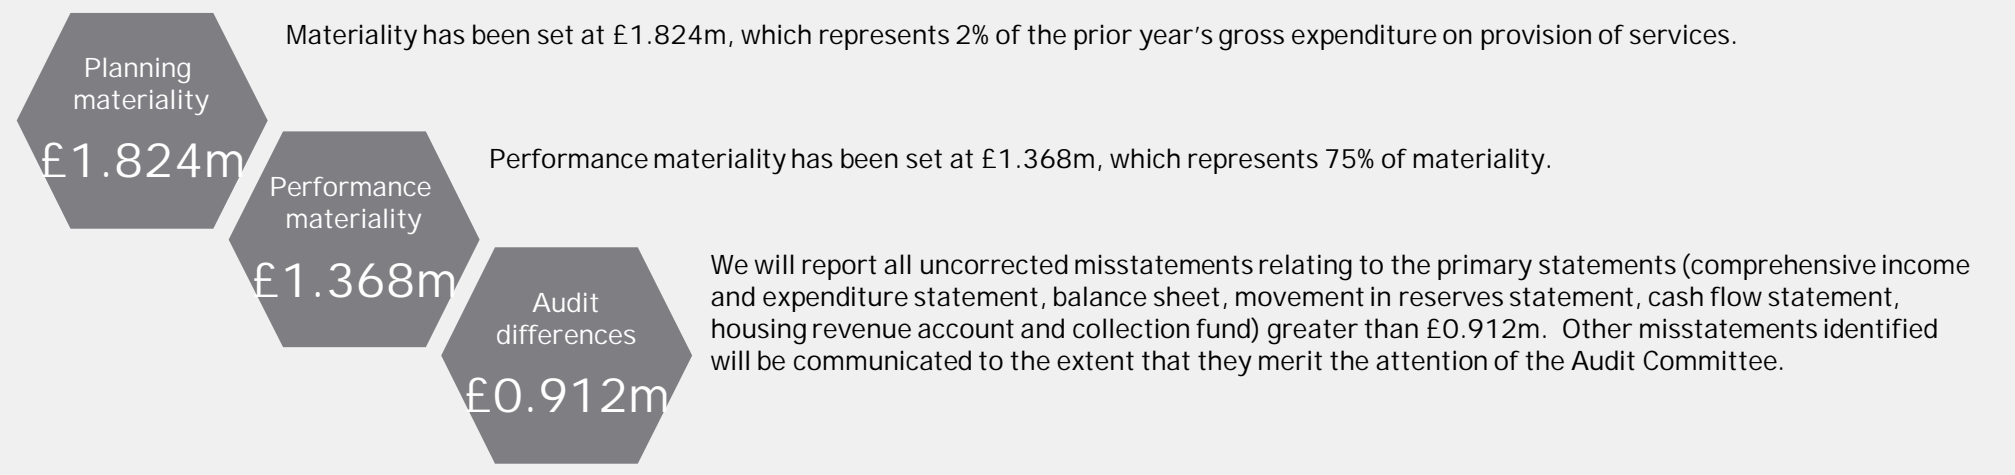 Planning
materiality
£1.824m
Materiality has been set at £1.824m, which represents 2% of the prior year's gross expenditure on provision of services.
Performance
materiality
£1.368m
Performance materiality has been set at £1.368m, which represents 75% of materiality.
Audit
differences
£0.912m
We will report all uncorrected misstatements relating to the primary statements (comprehensive income
and expenditure statement, balance sheet, movement in reserves statement, cash flow statement,
housing revenue account and collection fund) greater than £0.912m. Other misstatements identified
will be communicated to the extent that they merit the attention of the Audit Committee.